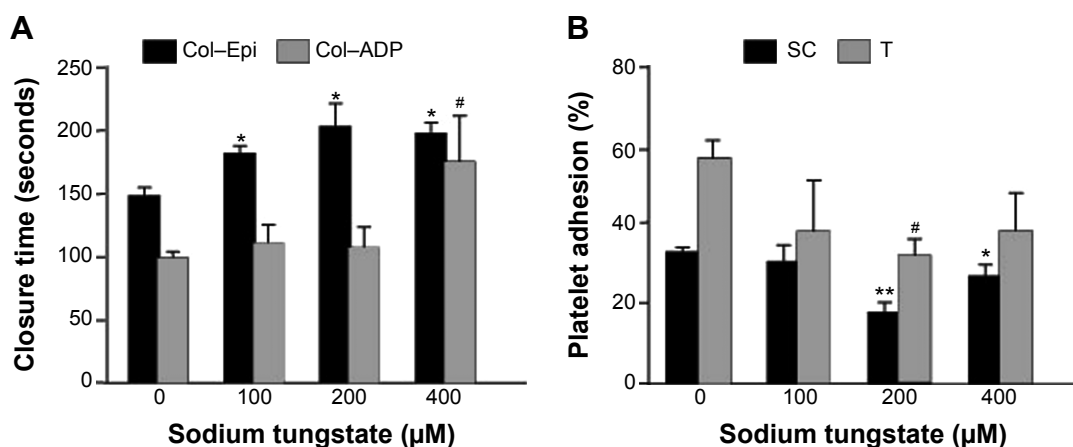 A
Col–Epi Col–ADP
Closure time (seconds)
250
200
150
100
50
0
* * * #
0 100 200 400
Sodium tungstate (μM)
B
SC T
Platelet adhesion (%)
80
60
40
20
0
** # *
0 100 200 400
Sodium tungstate (μM)